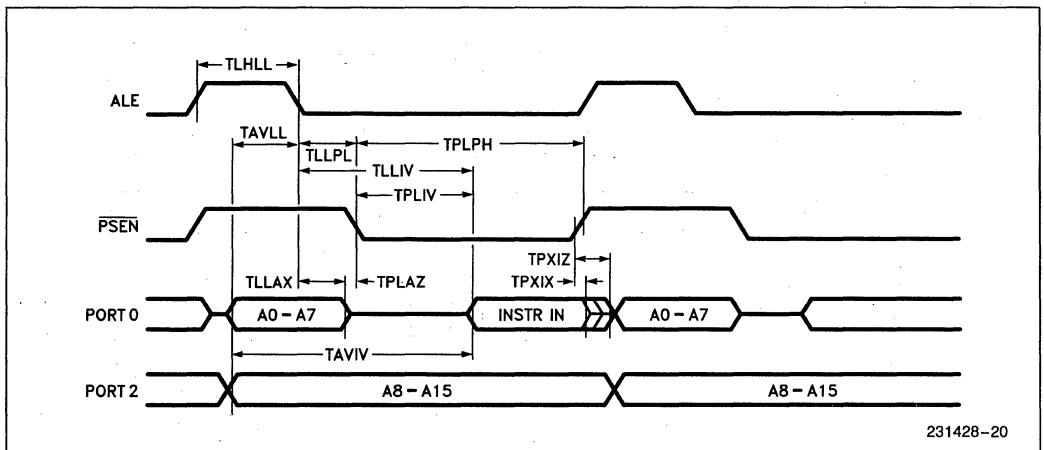 TLHLL
ALE
TAVLL
TLLPL
TPLPH
TLLIV
TPLIV
PSEN
TPXIZ
TLLAX
TPLAZ
TPXIX
PORT 0
A0-A7
INSTR IN
A0-A7
TAVIV
PORT 2
A8-A15
A8-A15
231428-20